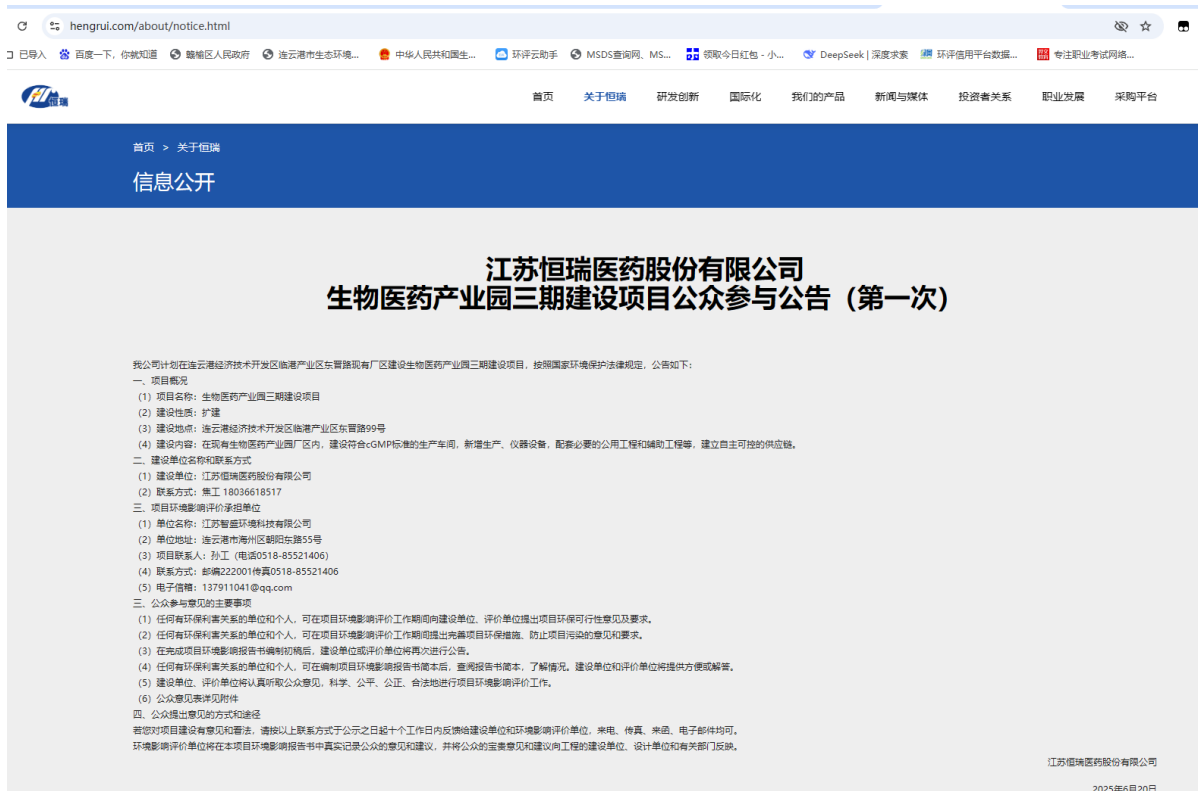 hengrui.com/about/notice.html
已导入 百度一下，你就知道 赣榆区人民政府 连云港市生态环境... 中华人民共和国生... 环评云助手 MSDS查询网、MS... 领取今日红包 - 小... DeepSeek | 深度求索 环评信用平台数据... 专注职业考试网络...
恒瑞 首页 关于恒瑞 研发创新 国际化 我们的产品 新闻与媒体 投资者关系 职业发展 采购平台
首页 > 关于恒瑞
信息公开
江苏恒瑞医药股份有限公司
生物医药产业园三期建设项目公众参与公告（第一次）
我公司计划在连云港经济技术开发区临港产业区东晋路现有厂区建设生物医药产业园三期建设项目，按照国家环境保护法律规定，公告如下：
一、项目概况
（1）项目名称：生物医药产业园三期建设项目
（2）建设性质：扩建
（3）建设地点：连云港经济技术开发区临港产业区东晋路99号
（4）建设内容：在现有生物医药产业园厂区内，建设符合cGMP标准的生产车间，新增生产、仪器设备，配套必要的公用工程和辅助工程等，建立自主可控的供应链。
二、建设单位名称和联系方式
（1）建设单位：江苏恒瑞医药股份有限公司
（2）联系方式：焦工 18036618517
三、项目环境影响评价承担单位
（1）单位名称：江苏智盛环境科技有限公司
（2）单位地址：连云港市海州区朝阳东路55号
（3）项目联系人：孙工（电话0518-85521406）
（4）联系方式：邮编222001传真0518-85521406
（5）电子信箱：137911041@qq.com
三、公众参与意见的主要事项
（1）任何有环保利害关系的单位和个人，可在项目环境影响评价工作期间向建设单位、评价单位提出项目环保可行性意见及要求。
（2）任何有环保利害关系的单位和个人，可在项目环境影响评价工作期间提出完善项目环保措施、防止项目污染的意见和要求。
（3）在完成项目环境影响报告书编制初稿后，建设单位或评价单位将再次进行公告。
（4）任何有环保利害关系的单位和个人，可在编制项目环境影响报告书简本后，查阅报告书简本，了解情况。建设单位和评价单位将提供方便或解答。
（5）建设单位、评价单位将认真听取公众意见，科学、公平、公正、合法地进行项目环境影响评价工作。
（6）公众意见表详见附件
四、公众提出意见的方式和途径
若您对项目建设有意见和看法，请按以上联系方式于公示之日起十个工作日内反馈给建设单位和环境影响评价单位，来电、传真、来函、电子邮件均可。
环境影响评价单位将在本项目环境影响报告书中真实记录公众的意见和建议，并将公众的宝贵意见和建议向工程的建设单位、设计单位和有关部门反映。
江苏恒瑞医药股份有限公司
2025年6月20日